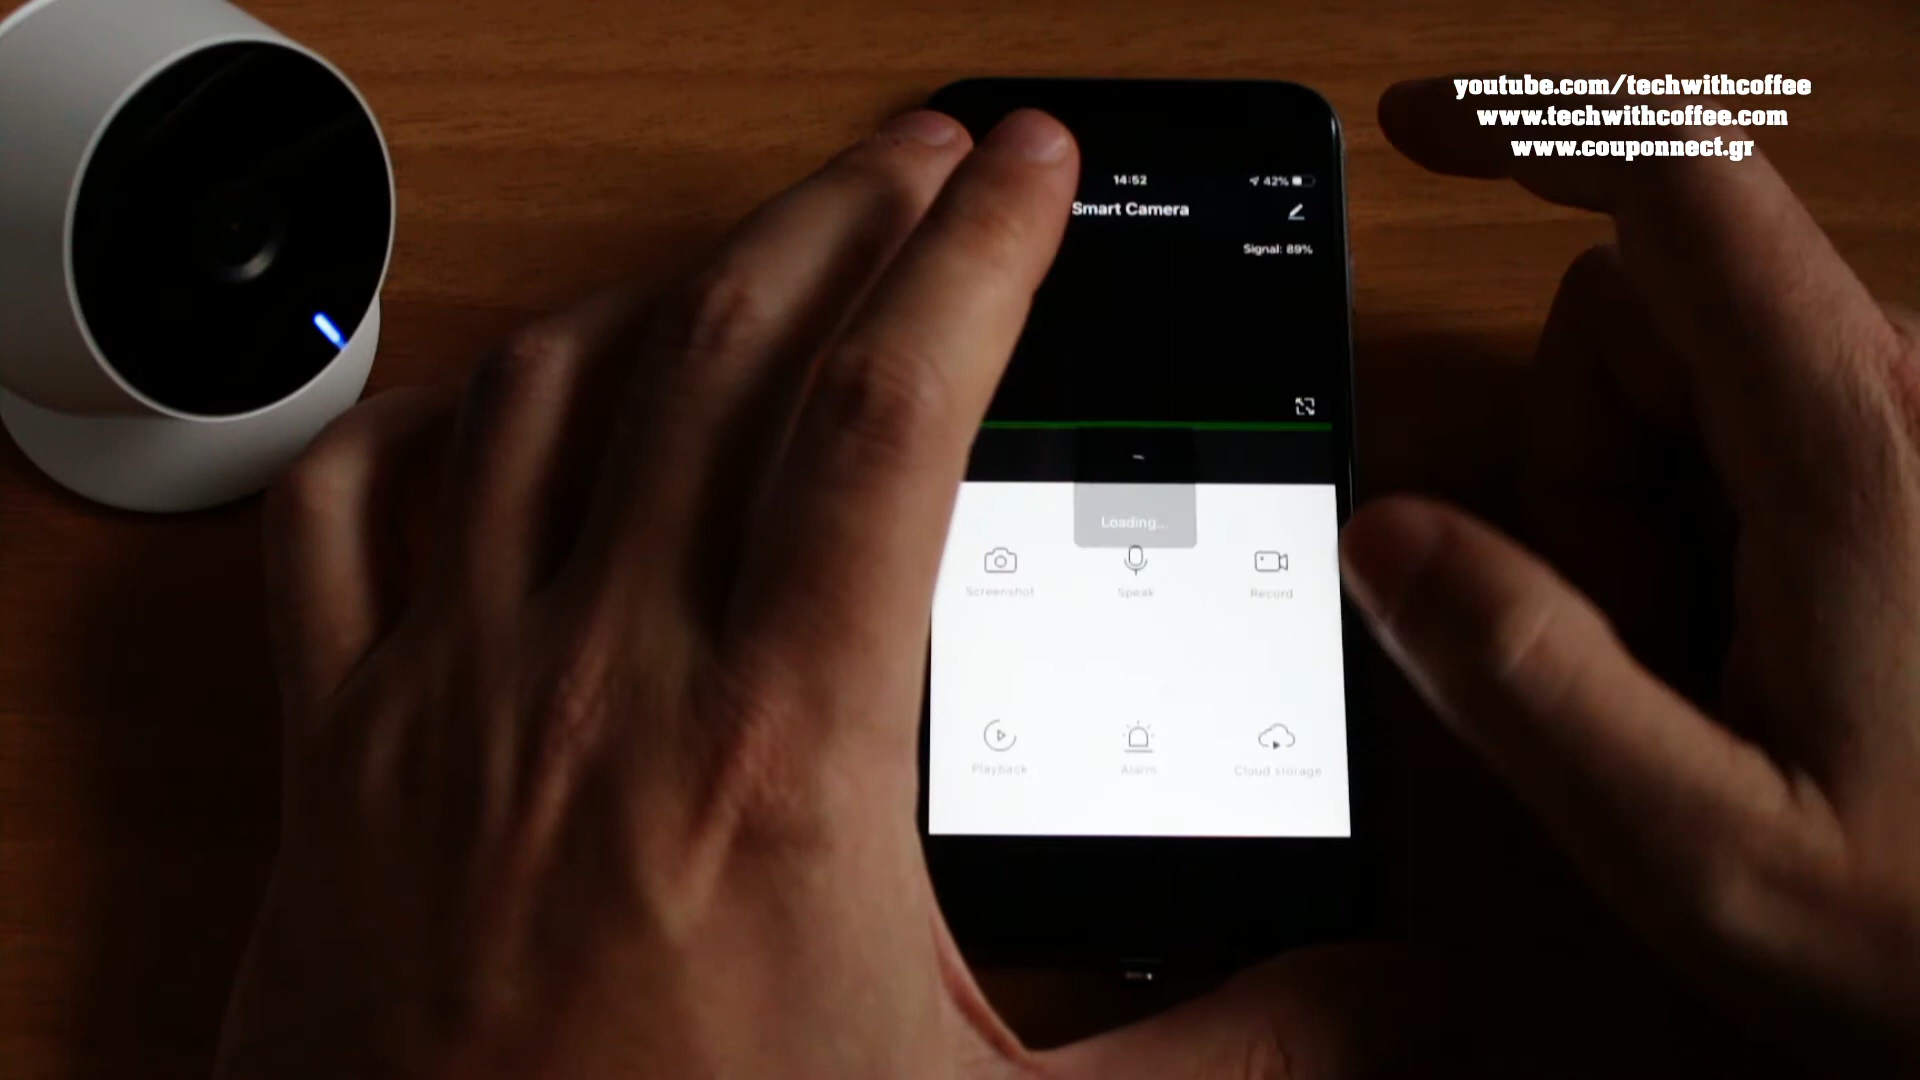 youtube.com/techwithcoffee
www.techwithcoffee.com
www.couponnect.gr
14:52
42%
Smart Camera
Signal: 89%
Loading...
Screenshot
Speak
Record
Playback
Alarm
Cloud storage